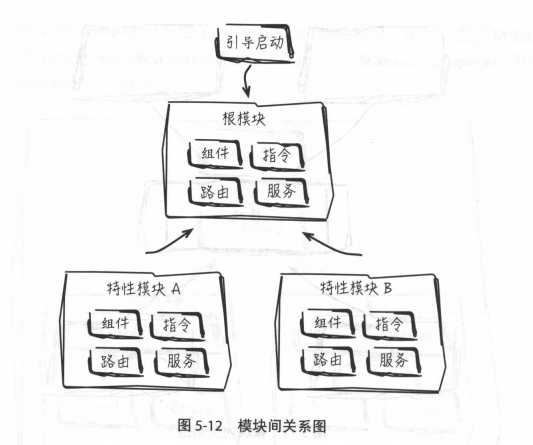 引导启动
根模块
组件 指令
路由 服务
特性模块 A 特性模块 B
组件 指令 组件 指令
路由 服务 路由 服务
图 5-12 模块间关系图